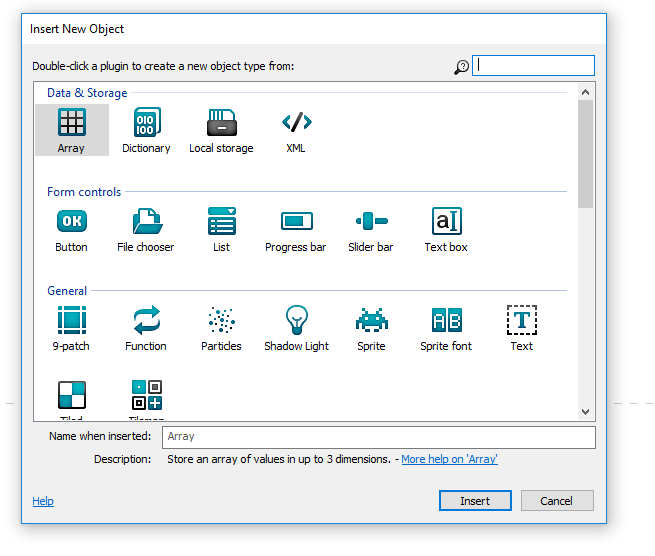 Insert New Object
Double-click a plugin to create a new object type from:
Data & Storage
Array Dictionary Local storage XML
Form controls
Button File chooser List Progress bar Slider bar Text box
General
9-patch Function Particles Shadow Light Sprite Sprite font Text
Tiled Tilemap
Name when inserted: Array
Description: Store an array of values in up to 3 dimensions. - More help on 'Array'
Help Insert Cancel